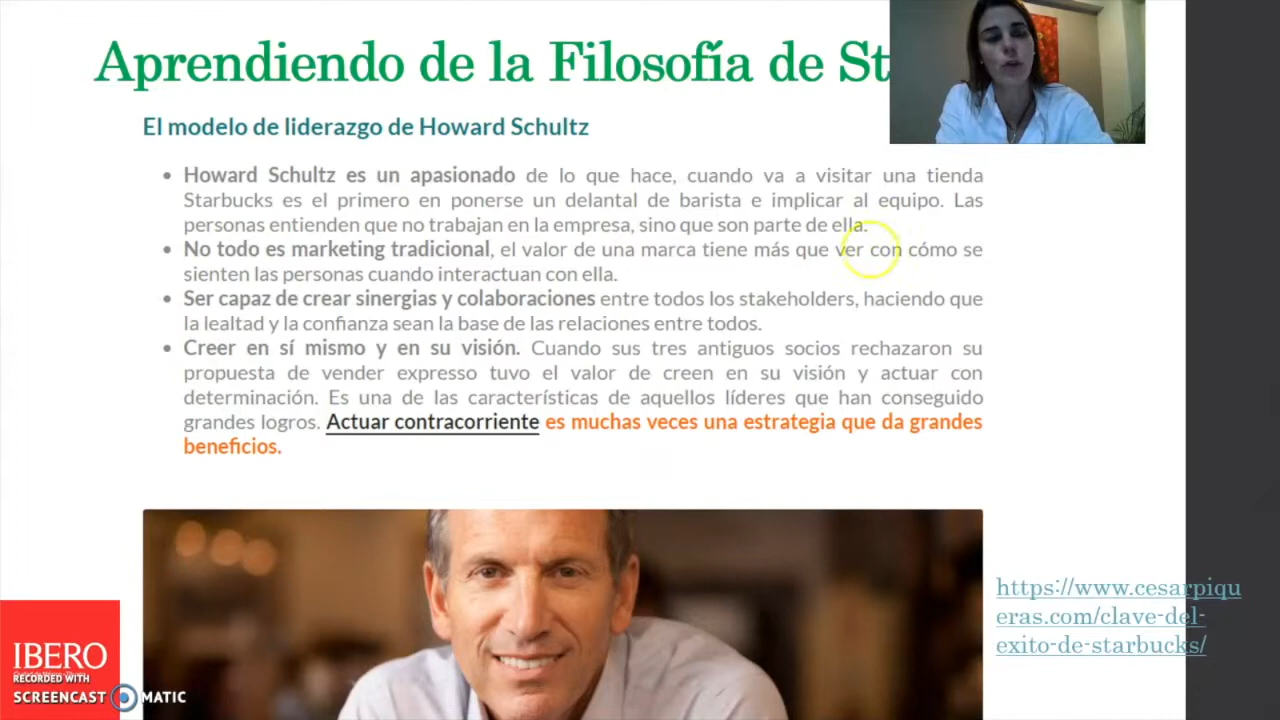 Aprendiendo de la Filosofía de St
El modelo de liderazgo de Howard Schultz
• Howard Schultz es un apasionado de lo que hace, cuando va a visitar una tienda
Starbucks es el primero en ponerse un delantal de barista e implicar al equipo. Las
personas entienden que no trabajan en la empresa, sino que son parte de ella.
• No todo es marketing tradicional, el valor de una marca tiene más que ver con cómo se
sienten las personas cuando interactuan con ella.
• Ser capaz de crear sinergias y colaboraciones entre todos los stakeholders, haciendo que
la lealtad y la confianza sean la base de las relaciones entre todos.
• Creer en sí mismo y en su visión. Cuando sus tres antiguos socios rechazaron su
propuesta de vender expresso tuvo el valor de creen en su visión y actuar con
determinación. Es una de las características de aquellos líderes que han conseguido
grandes logros. Actuar contracorriente es muchas veces una estrategia que da grandes
beneficios.
https://www.cesarpiqu
eras.com/clave-del-
exito-de-starbucks/
IBERO
RECORDED WITH
SCREENCAST MATIC